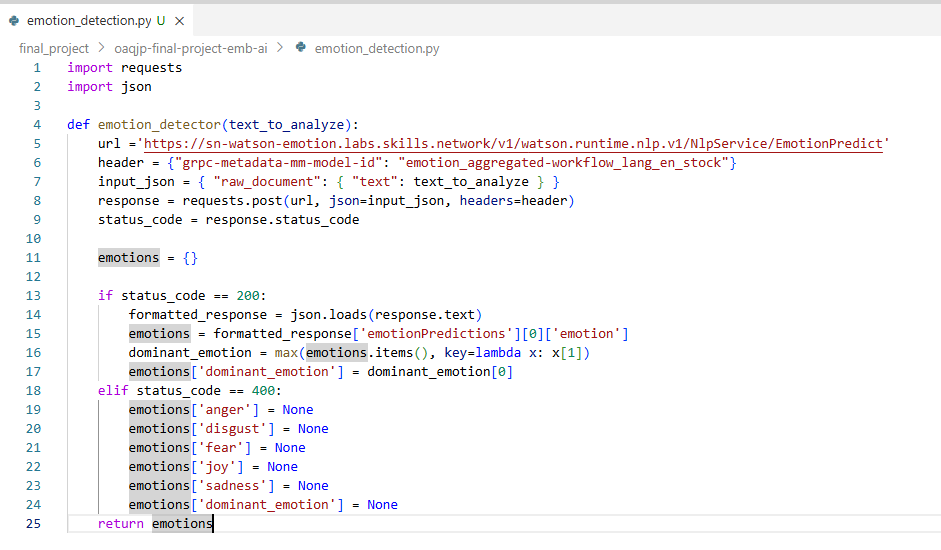 emotion_detection.py U ×
final_project > oaqjp-final-project-emb-ai > emotion_detection.py
1 import requests
2 import json
3
4 def emotion_detector(text_to_analyze):
5     url ='https://sn-watson-emotion.labs.skills.network/v1/watson.runtime.nlp.v1/NlpService/EmotionPredict'
6     header = {"grpc-metadata-mm-model-id": "emotion_aggregated-workflow_lang_en_stock"}
7     input_json = { "raw_document": { "text": text_to_analyze } }
8     response = requests.post(url, json=input_json, headers=header)
9     status_code = response.status_code
10
11     emotions = {}
12
13     if status_code == 200:
14         formatted_response = json.loads(response.text)
15         emotions = formatted_response['emotionPredictions'][0]['emotion']
16         dominant_emotion = max(emotions.items(), key=lambda x: x[1])
17         emotions['dominant_emotion'] = dominant_emotion[0]
18     elif status_code == 400:
19         emotions['anger'] = None
20         emotions['disgust'] = None
21         emotions['fear'] = None
22         emotions['joy'] = None
23         emotions['sadness'] = None
24         emotions['dominant_emotion'] = None
25     return emotions